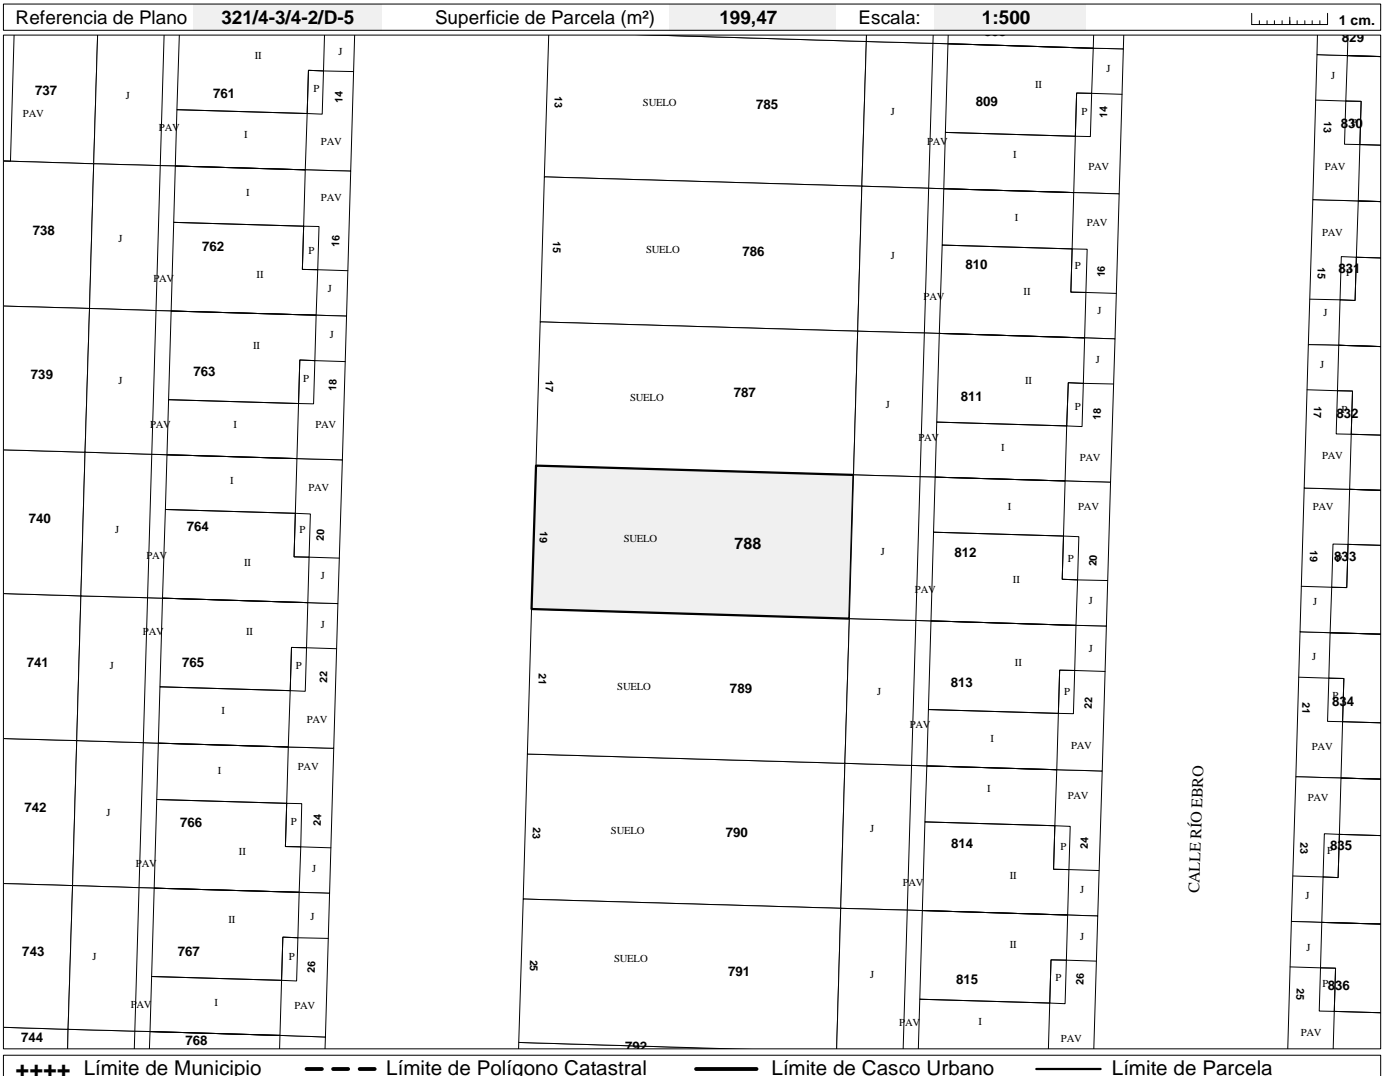 Referencia de Plano 321/4-3/4-2/D-5 Superficie de Parcela (m²) 199,47 Escala: 1:500 1 cm.
829
737 PAV J PAV 761 II I J P 14 PAV
13 SUELO 785 J PAV 809 II I J P 14 PAV
J 13 P 830 PAV
738 J PAV 762 I II PAV P 16 J
15 SUELO 786 J PAV 810 I II PAV P 16 J
PAV 15 P 831 J
739 J PAV 763 II I J P 18 PAV
17 SUELO 787 J PAV 811 II I J P 18 PAV
J 17 P 832 PAV
740 J PAV 764 I II PAV P 20 J
19 SUELO 788 J PAV 812 I II PAV P 20 J
PAV 19 P 833 J
741 J PAV 765 II I J P 22 PAV
21 SUELO 789 J PAV 813 II I J P 22 PAV
J 21 P 834 PAV
742 J PAV 766 I II PAV P 24 J
23 SUELO 790 J PAV 814 I II PAV P 24 J
CALLE RÍO EBRO
PAV 23 P 835 J
743 J PAV 767 II I J P 26 PAV
25 SUELO 791 J PAV 815 II I J P 26 PAV
J 25 P 836 PAV
744 768 792
++++ Límite de Municipio Límite de Polígono Catastral Límite de Casco Urbano Límite de Parcela